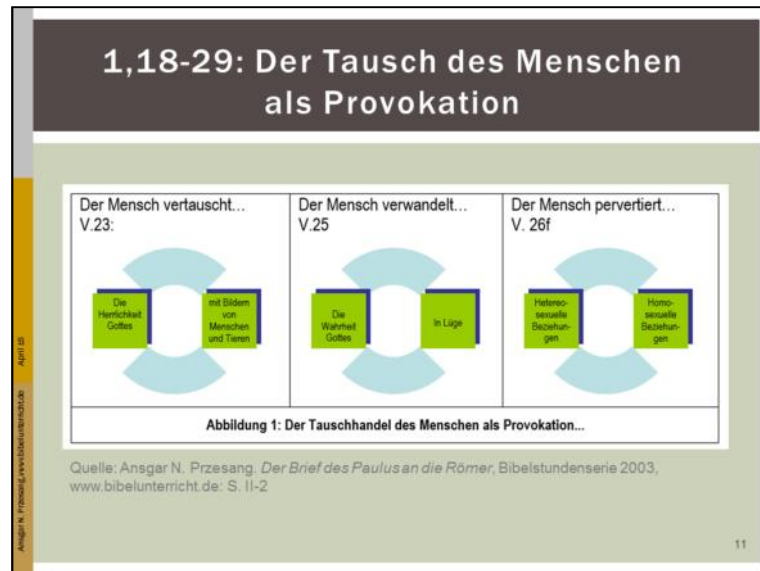 1,18-29: Der Tausch des Menschen
als Provokation
Der Mensch vertauscht...
V.23:
Die
Herrlichkeit
Gottes
mit Bildern
von
Menschen
und Tieren
Der Mensch verwandelt...
V.25
Die
Wahrheit
Gottes
In Lüge
Der Mensch pervertiert...
V. 26f
Hetereo-
sexuelle
Beziehun-
gen
Homo-
sexuelle
Beziehun-
gen
Abbildung 1: Der Tauschhandel des Menschen als Provokation...
Quelle: Ansgar N. Przesang. Der Brief des Paulus an die Römer, Bibelstundenserie 2003,
www.bibelunterricht.de: S. II-2
Ansgar N. Przesang, www.bibelunterricht.de
April
11